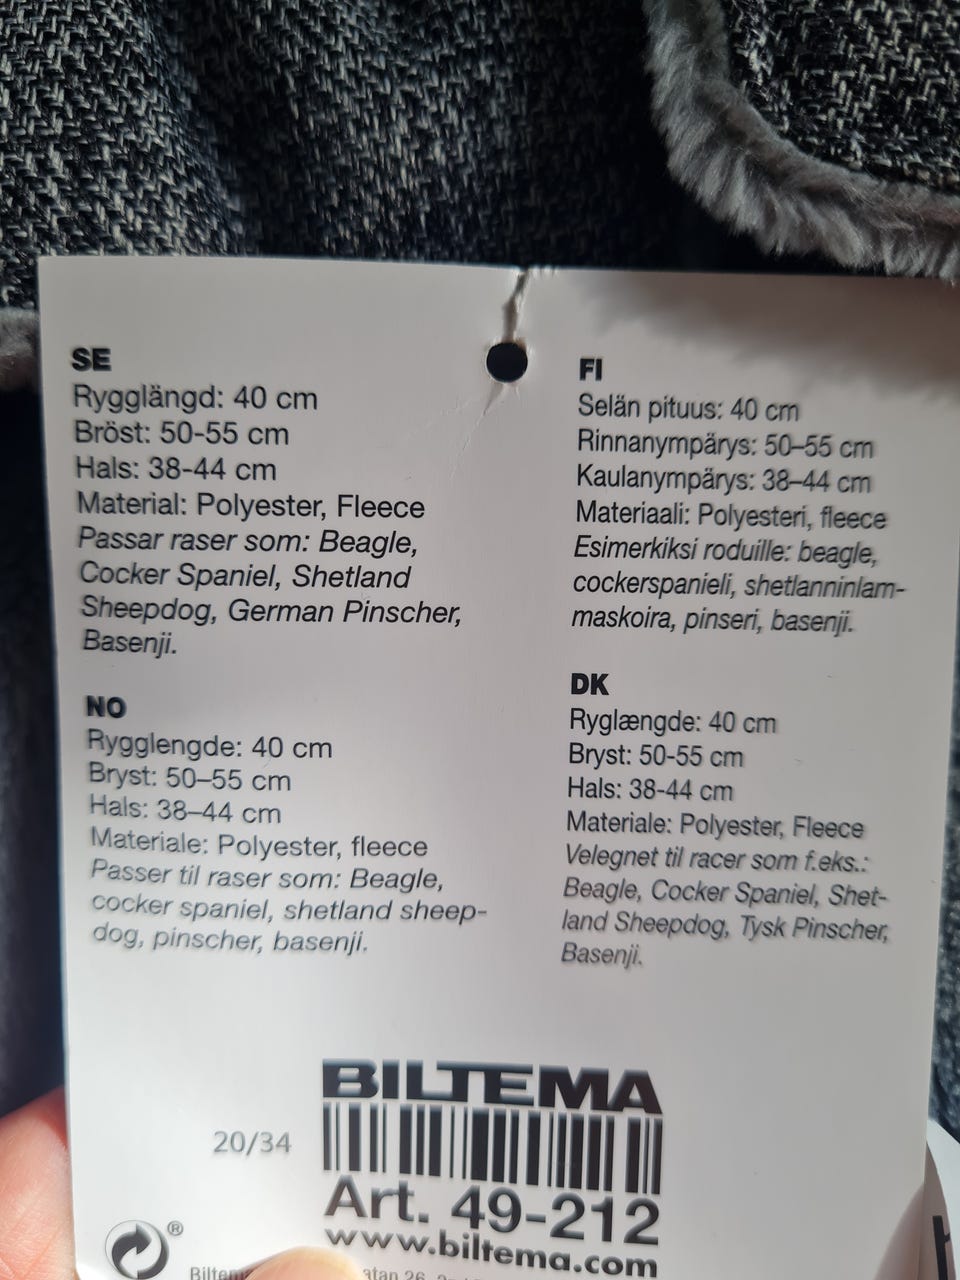 SE
Rygglängd: 40 cm
Bröst: 50-55 cm
Hals: 38-44 cm
Material: Polyester, Fleece
Passar raser som: Beagle,
Cocker Spaniel, Shetland
Sheepdog, German Pinscher,
Basenji.
NO
Rygglengde: 40 cm
Bryst: 50–55 cm
Hals: 38–44 cm
Materiale: Polyester, fleece
Passer til raser som: Beagle,
cocker spaniel, shetland sheep-
dog, pinscher, basenji.
FI
Selän pituus: 40 cm
Rinnanympärys: 50–55 cm
Kaulanympärys: 38–44 cm
Materiaali: Polyesteri, fleece
Esimerkiksi roduille: beagle,
cockerspanieli, shetlanninlam-
maskoira, pinseri, basenji.
DK
Ryglængde: 40 cm
Bryst: 50-55 cm
Hals: 38-44 cm
Materiale: Polyester, Fleece
Velegnet til racer som f.eks.:
Beagle, Cocker Spaniel, Shet-
land Sheepdog, Tysk Pinscher,
Basenji.
BILTEMA
20/34
Art. 49-212
www.biltema.com
®